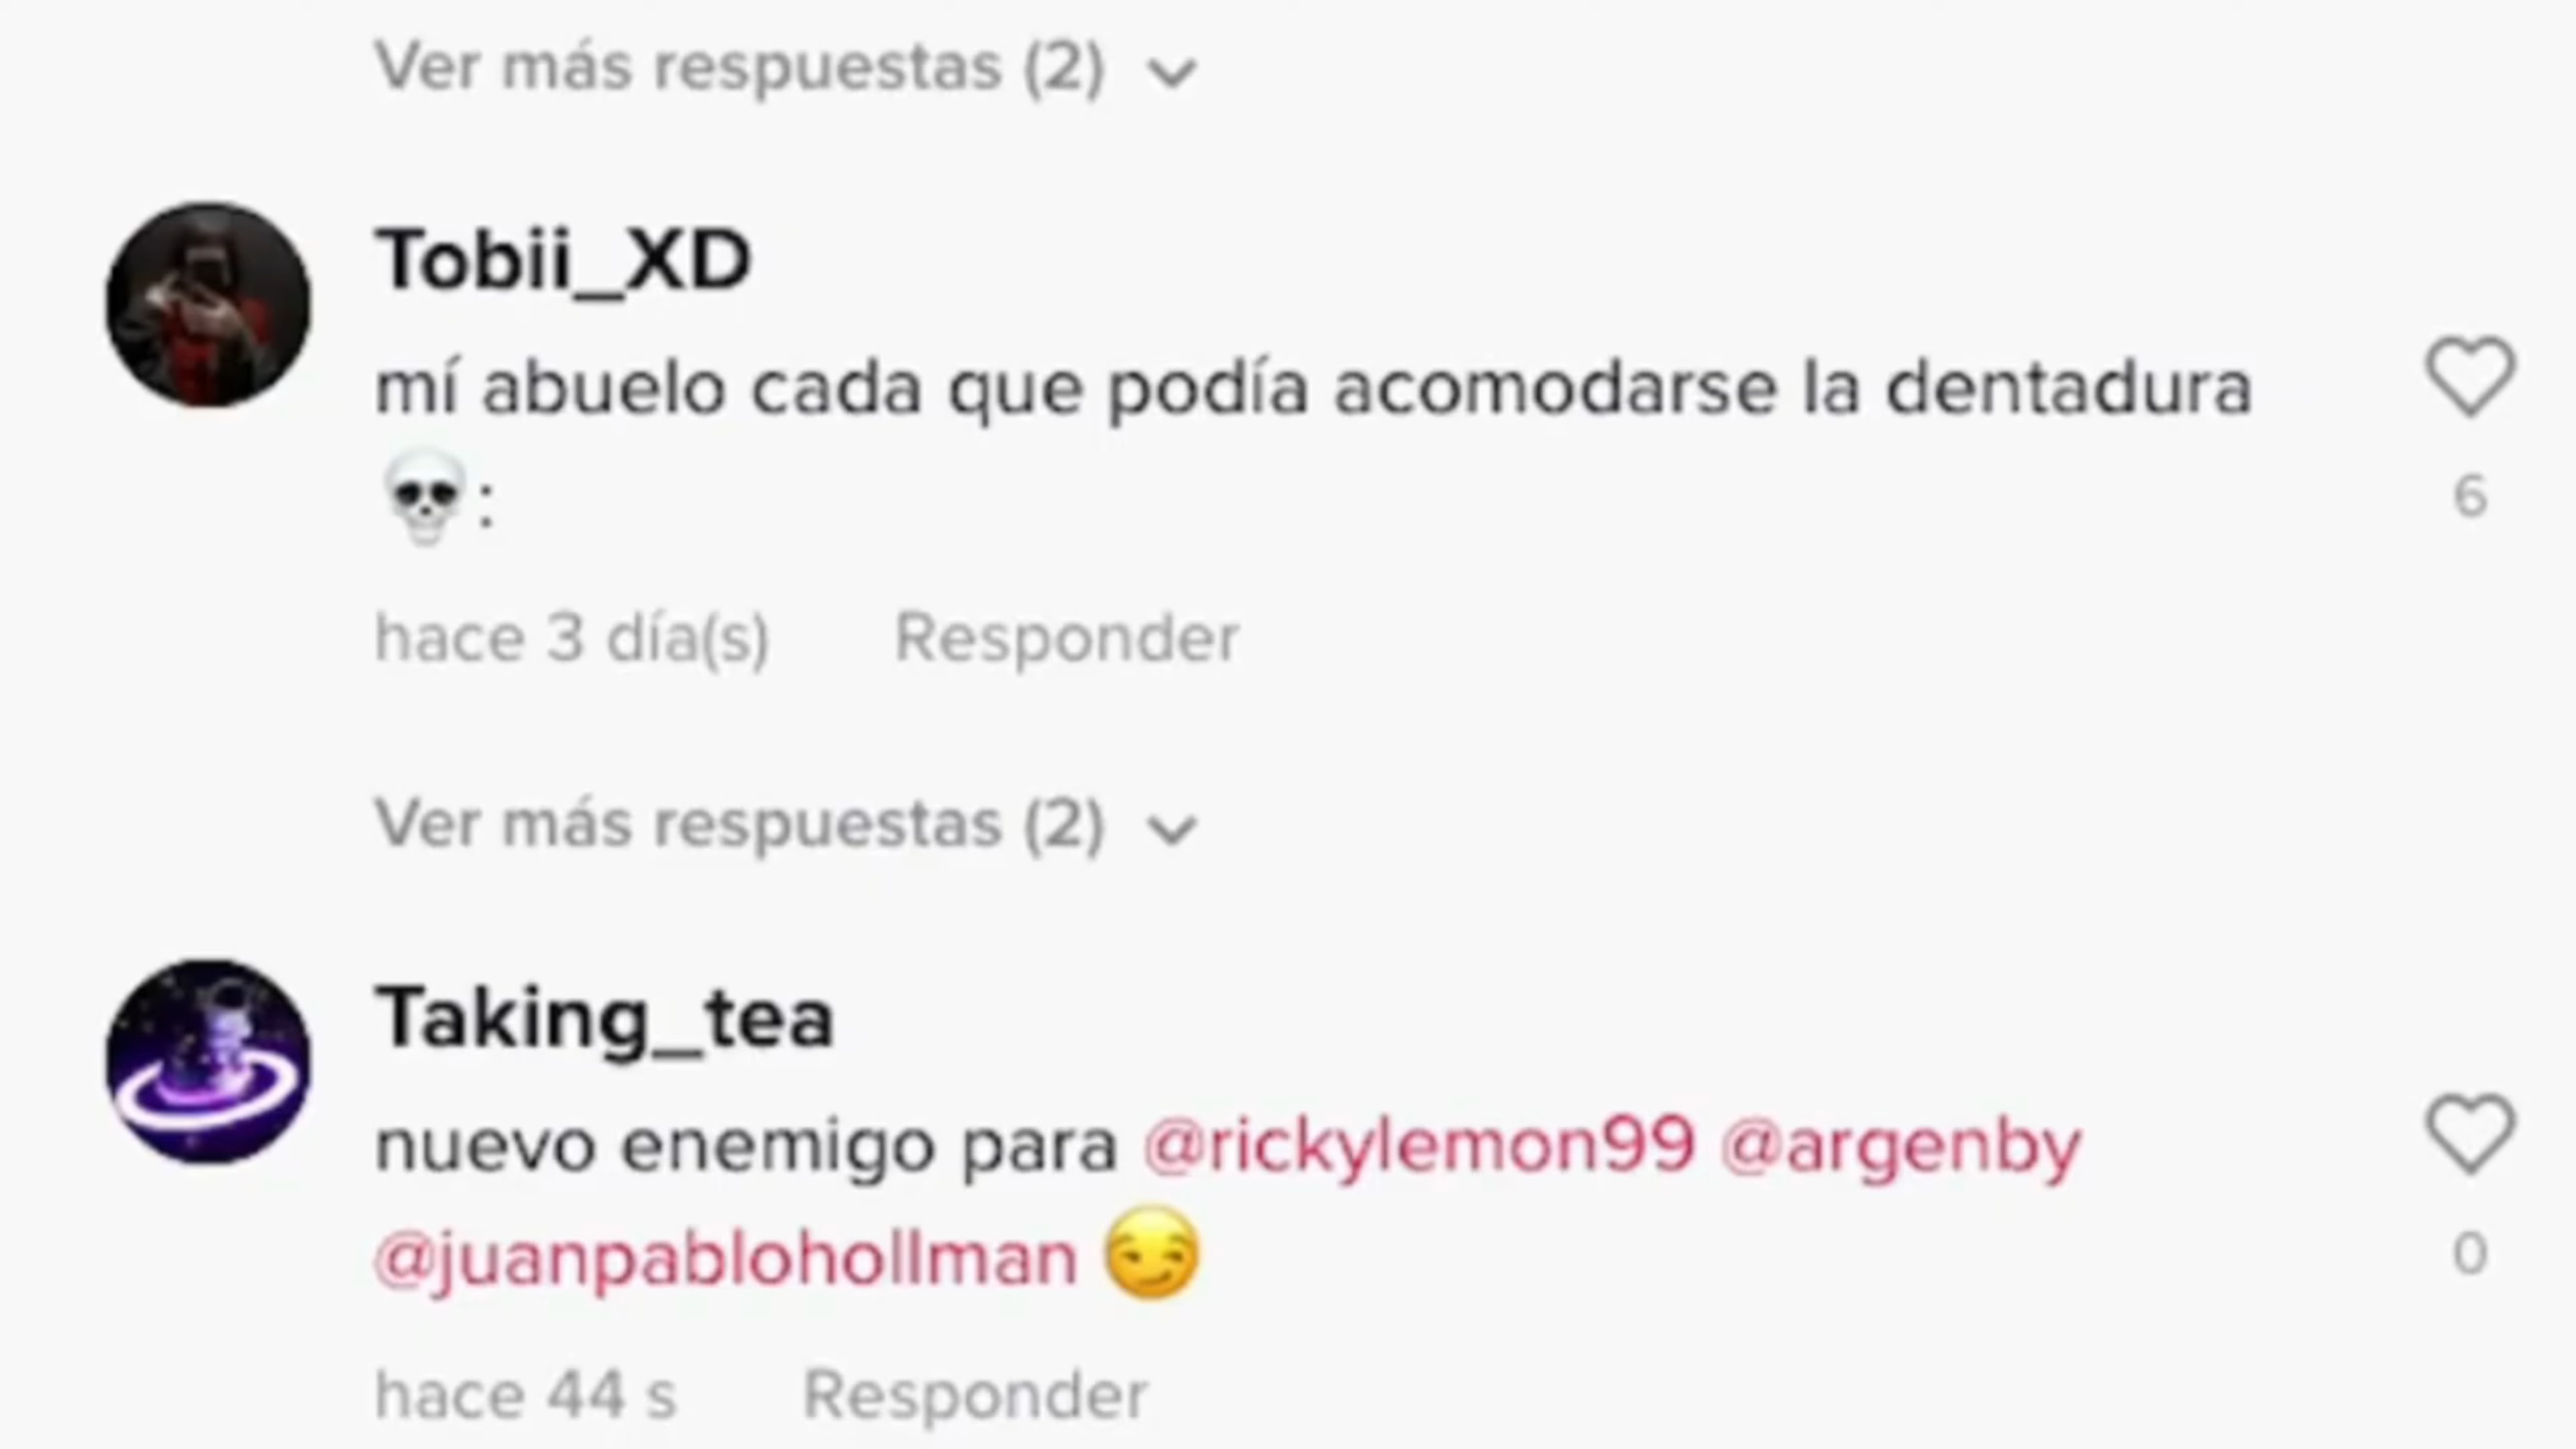 Ver más respuestas (2)
Tobii_XD
mí abuelo cada que podía acomodarse la dentadura
💀:
6
hace 3 día(s) Responder
Ver más respuestas (2)
Taking_tea
nuevo enemigo para @rickylemon99 @argenby
@juanpablohollman 😏
0
hace 44 s Responder